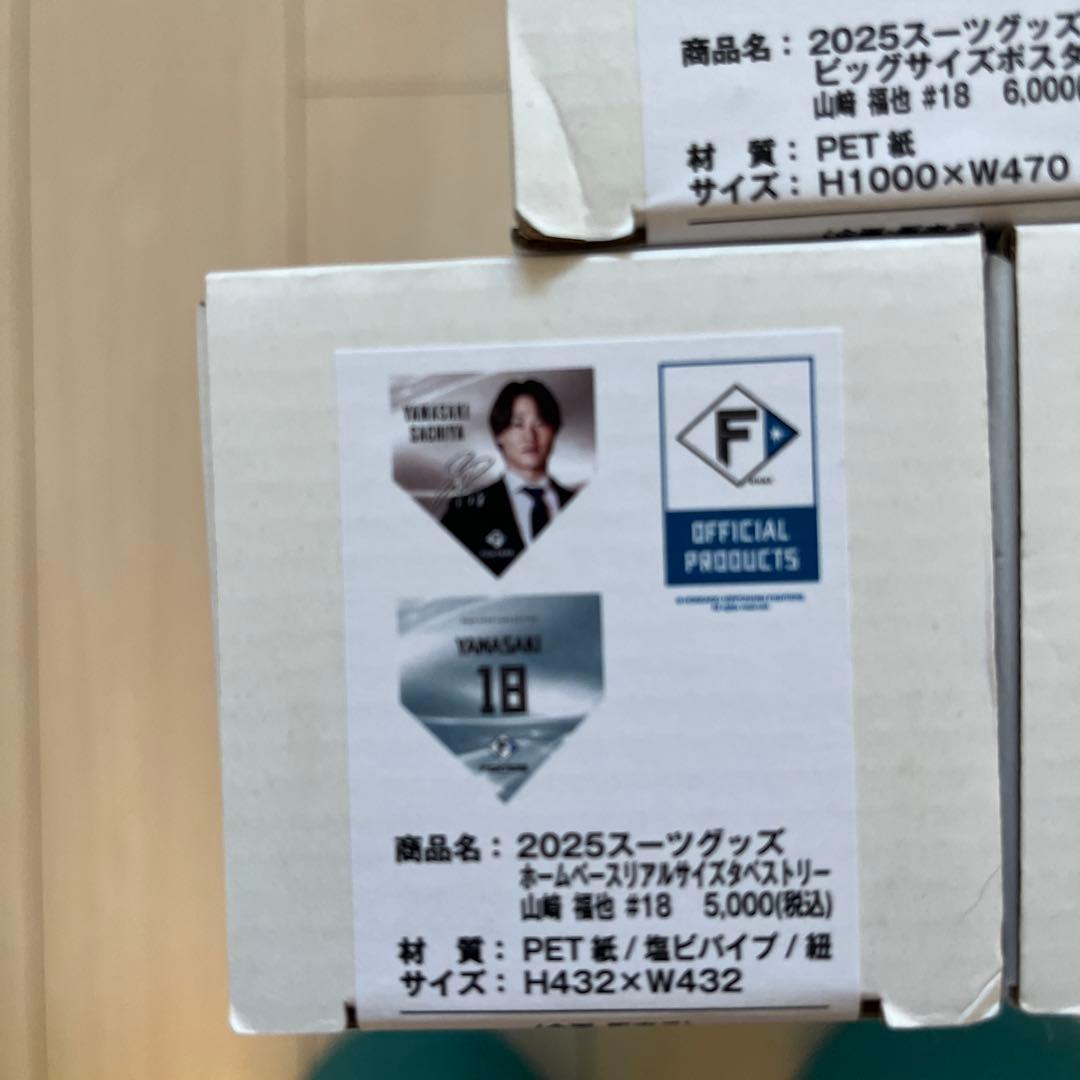 商品名：2025スーツグッズ
ビッグサイズポスタ
山﨑 福也 #18 6,000
材 質：PET紙
サイズ：H1000×W470
YAMASAKI
SACHIYA
F
OFFICIAL
PRODUCTS
YAMASAKI
18
商品名：2025スーツグッズ
ホームベースリアルサイズタペストリー
山﨑 福也 #18 5,000(税込)
材 質：PET紙/塩ビパイプ/紐
サイズ：H432×W432